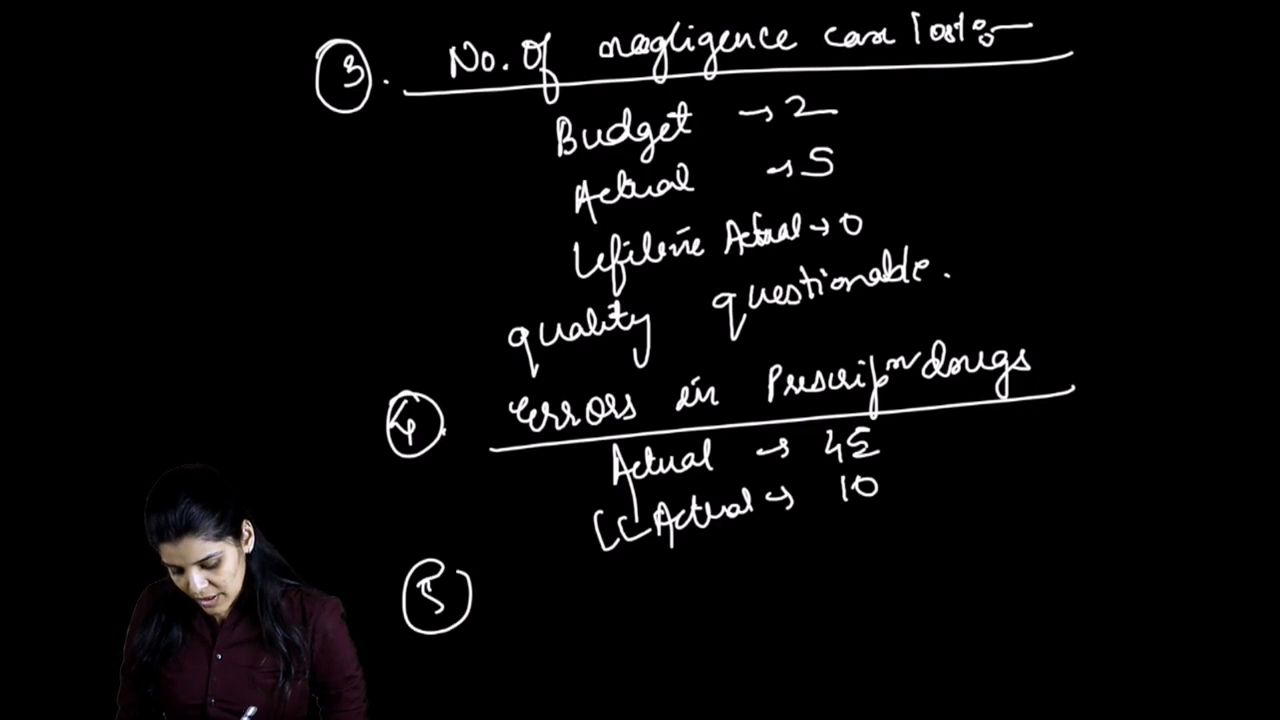 3. No. Of negligence case lost:-
Budget → 2
Actual → 5
Lifeline Actual → 0
quality questionable.
4. Errors in Prescripn drugs
Actual → 45
LL Actual → 10
5